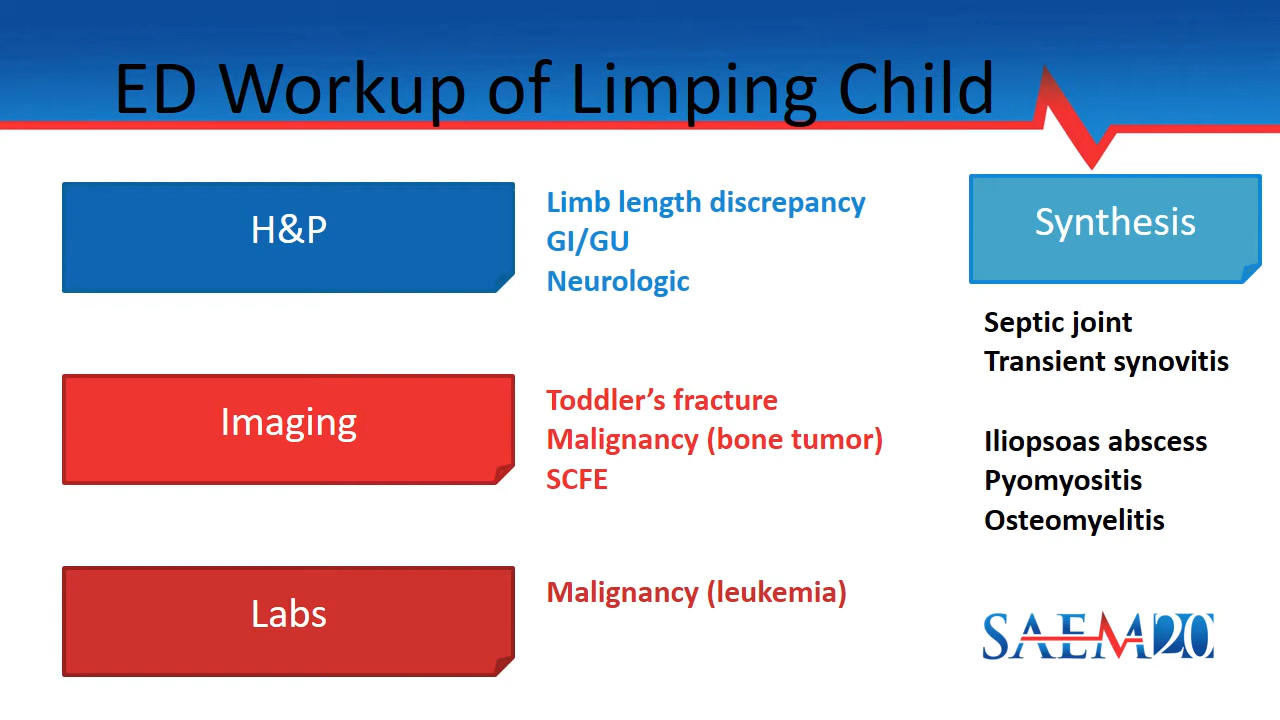 ED Workup of Limping Child
H&P
Limb length discrepancy
GI/GU
Neurologic
Imaging
Toddler’s fracture
Malignancy (bone tumor)
SCFE
Labs
Malignancy (leukemia)
Synthesis
Septic joint
Transient synovitis
Iliopsoas abscess
Pyomyositis
Osteomyelitis
SAEM20